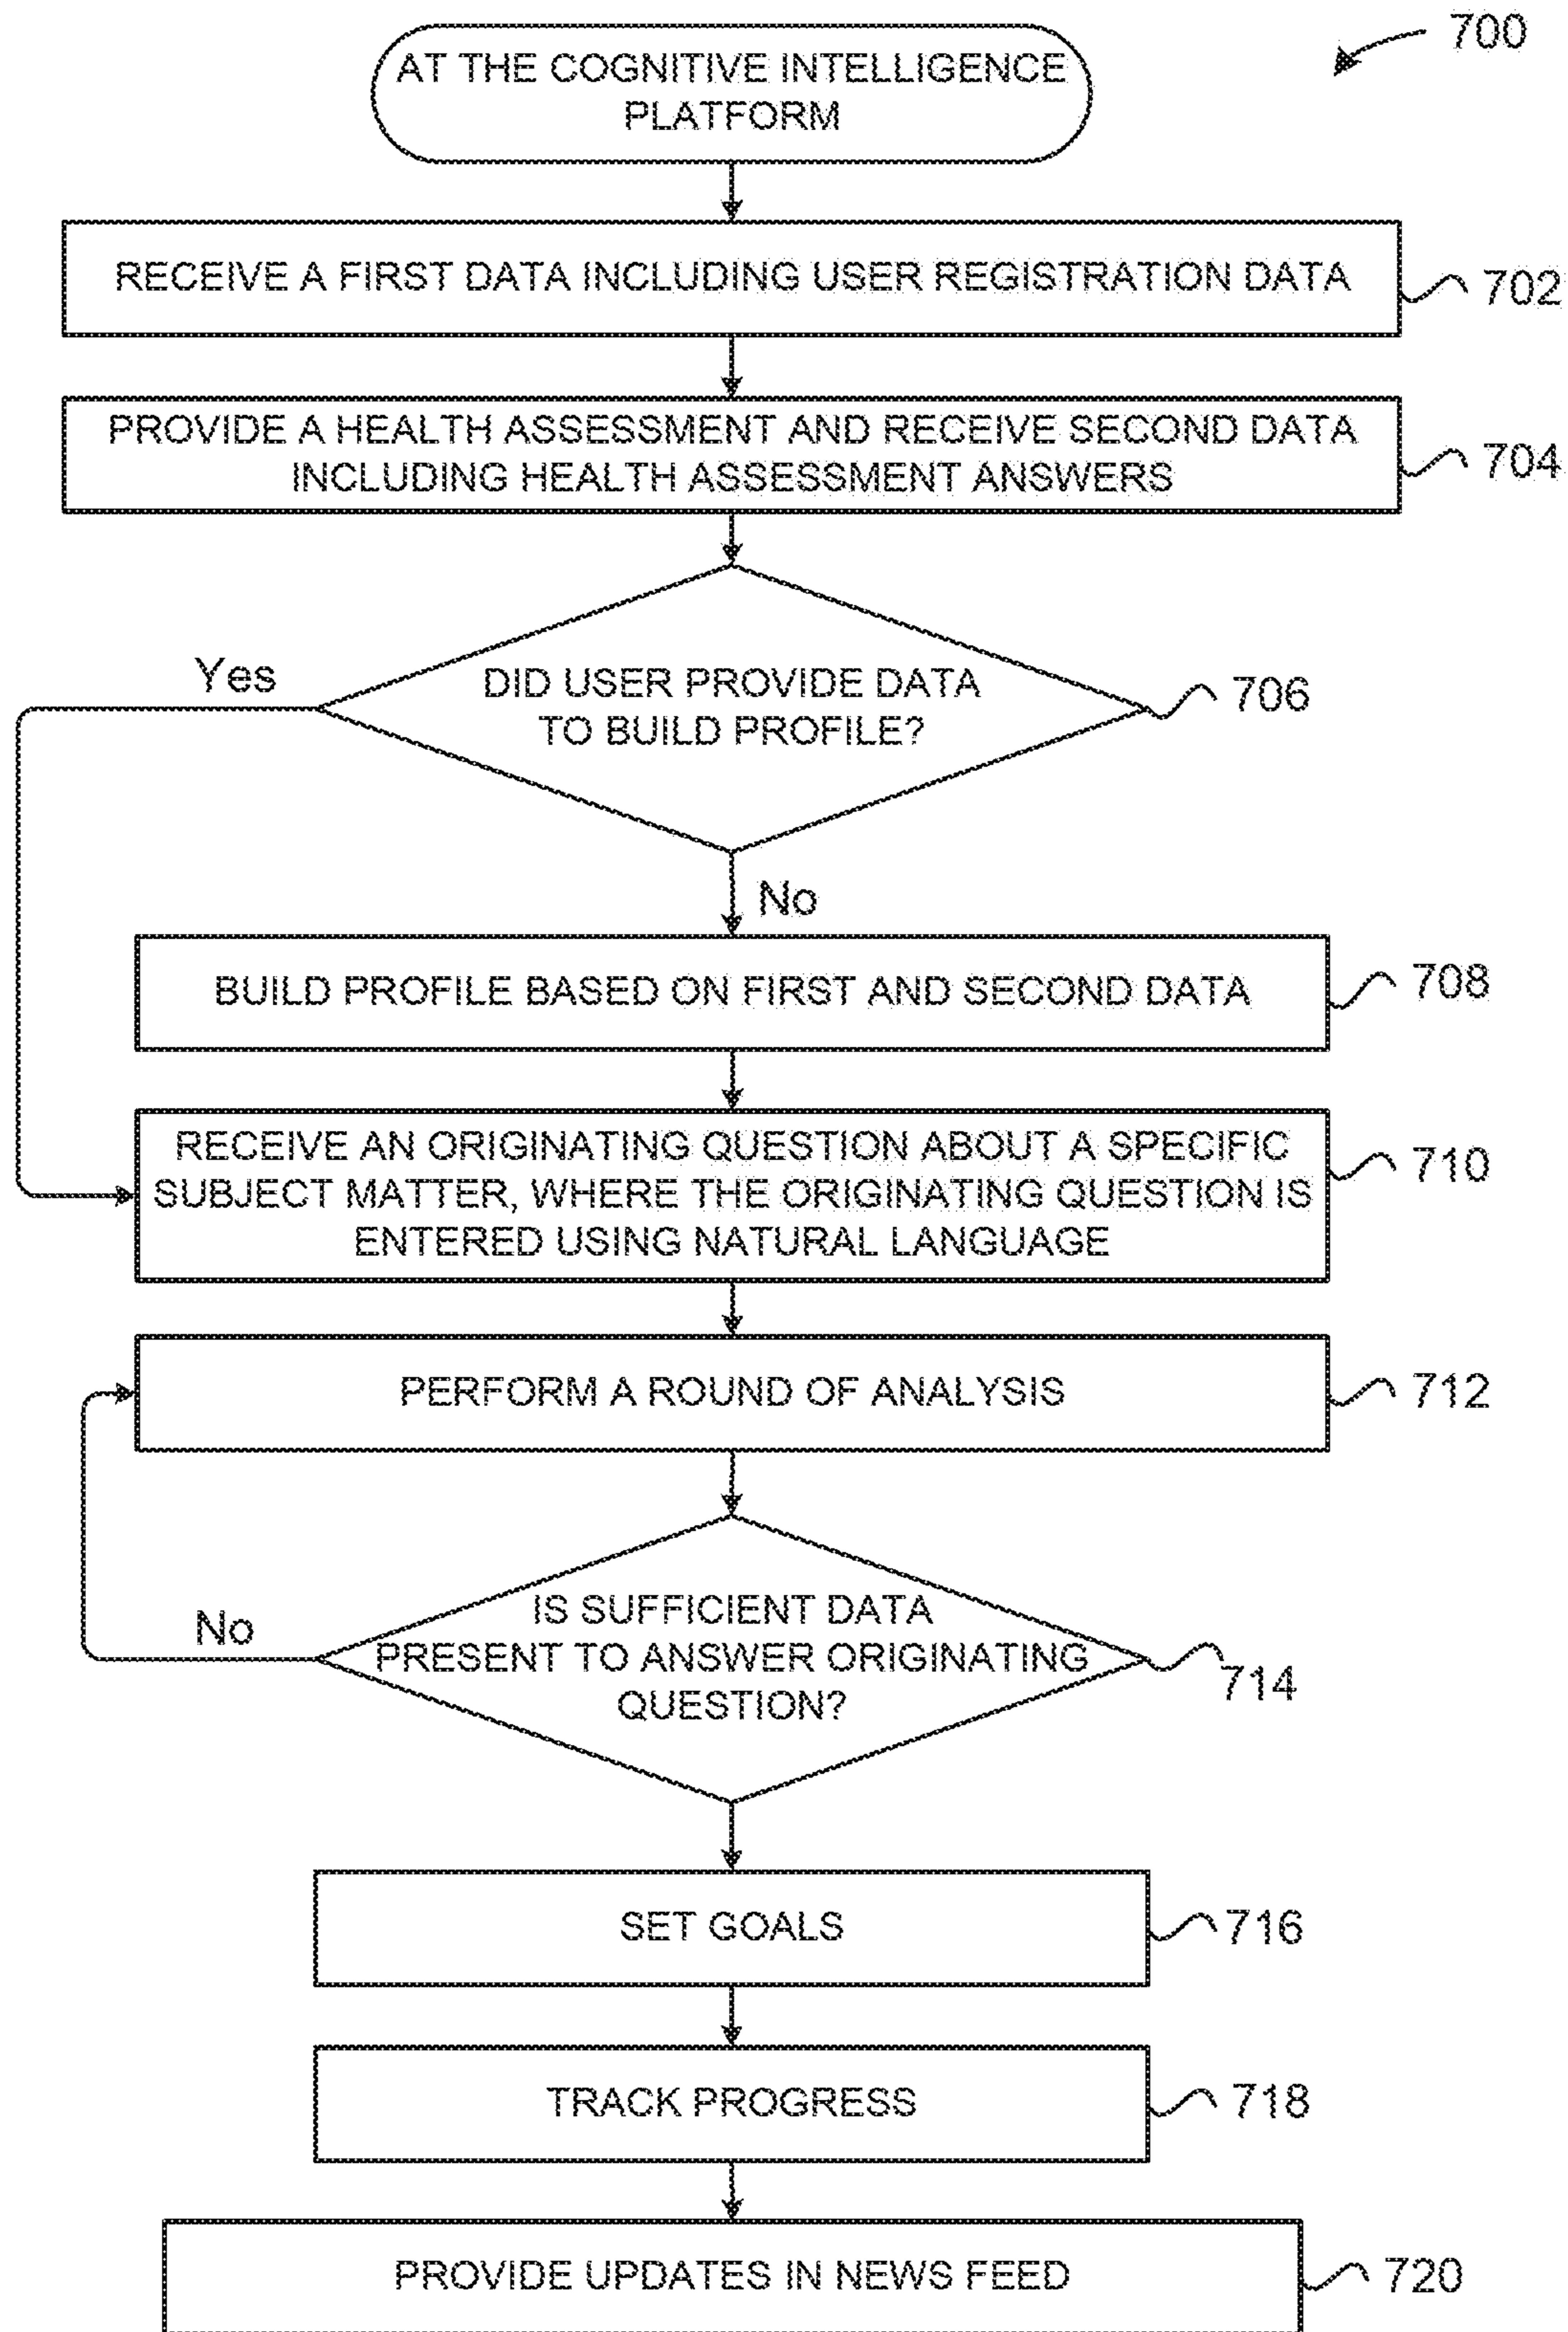 700
AT THE COGNITIVE INTELLIGENCE
PLATFORM
RECEIVE A FIRST DATA INCLUDING USER REGISTRATION DATA
702
PROVIDE A HEALTH ASSESSMENT AND RECEIVE SECOND DATA
INCLUDING HEALTH ASSESSMENT ANSWERS
704
Yes
DID USER PROVIDE DATA
TO BUILD PROFILE?
706
No
BUILD PROFILE BASED ON FIRST AND SECOND DATA
708
RECEIVE AN ORIGINATING QUESTION ABOUT A SPECIFIC
SUBJECT MATTER, WHERE THE ORIGINATING QUESTION IS
ENTERED USING NATURAL LANGUAGE
710
PERFORM A ROUND OF ANALYSIS
712
No
IS SUFFICIENT DATA
PRESENT TO ANSWER ORIGINATING
QUESTION?
714
SET GOALS
716
TRACK PROGRESS
718
PROVIDE UPDATES IN NEWS FEED
720